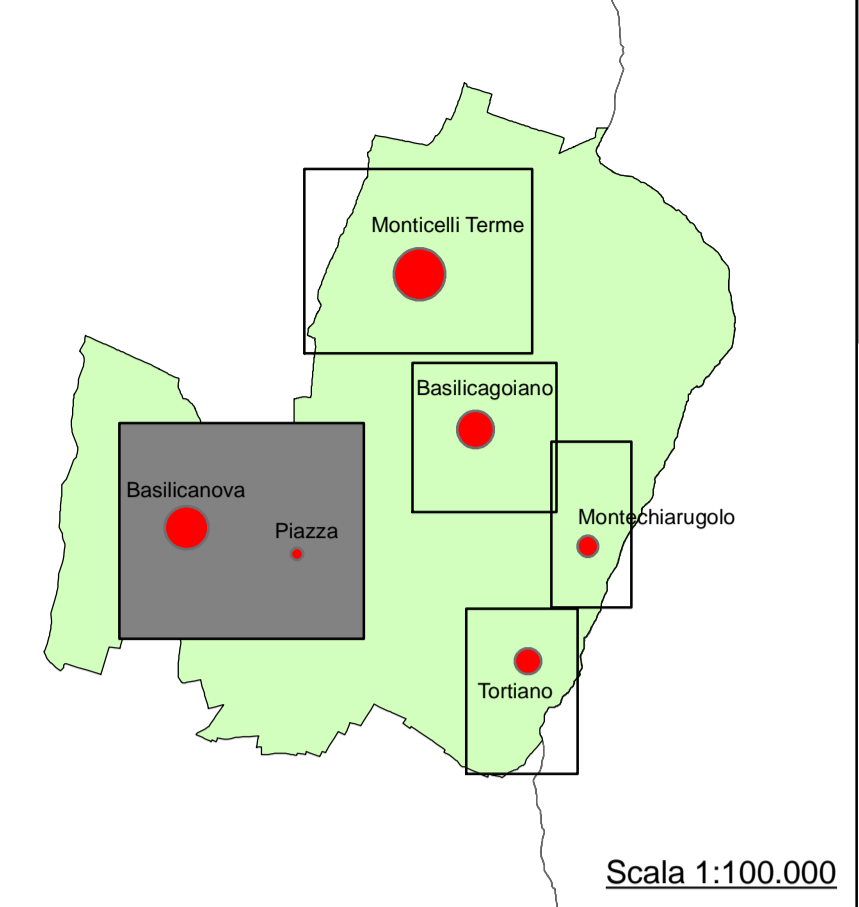 Monticelli Terme
Basilicagoiano
Basilicanova
Piazza
Montechiarugolo
Tortiano
Scala 1:100.000